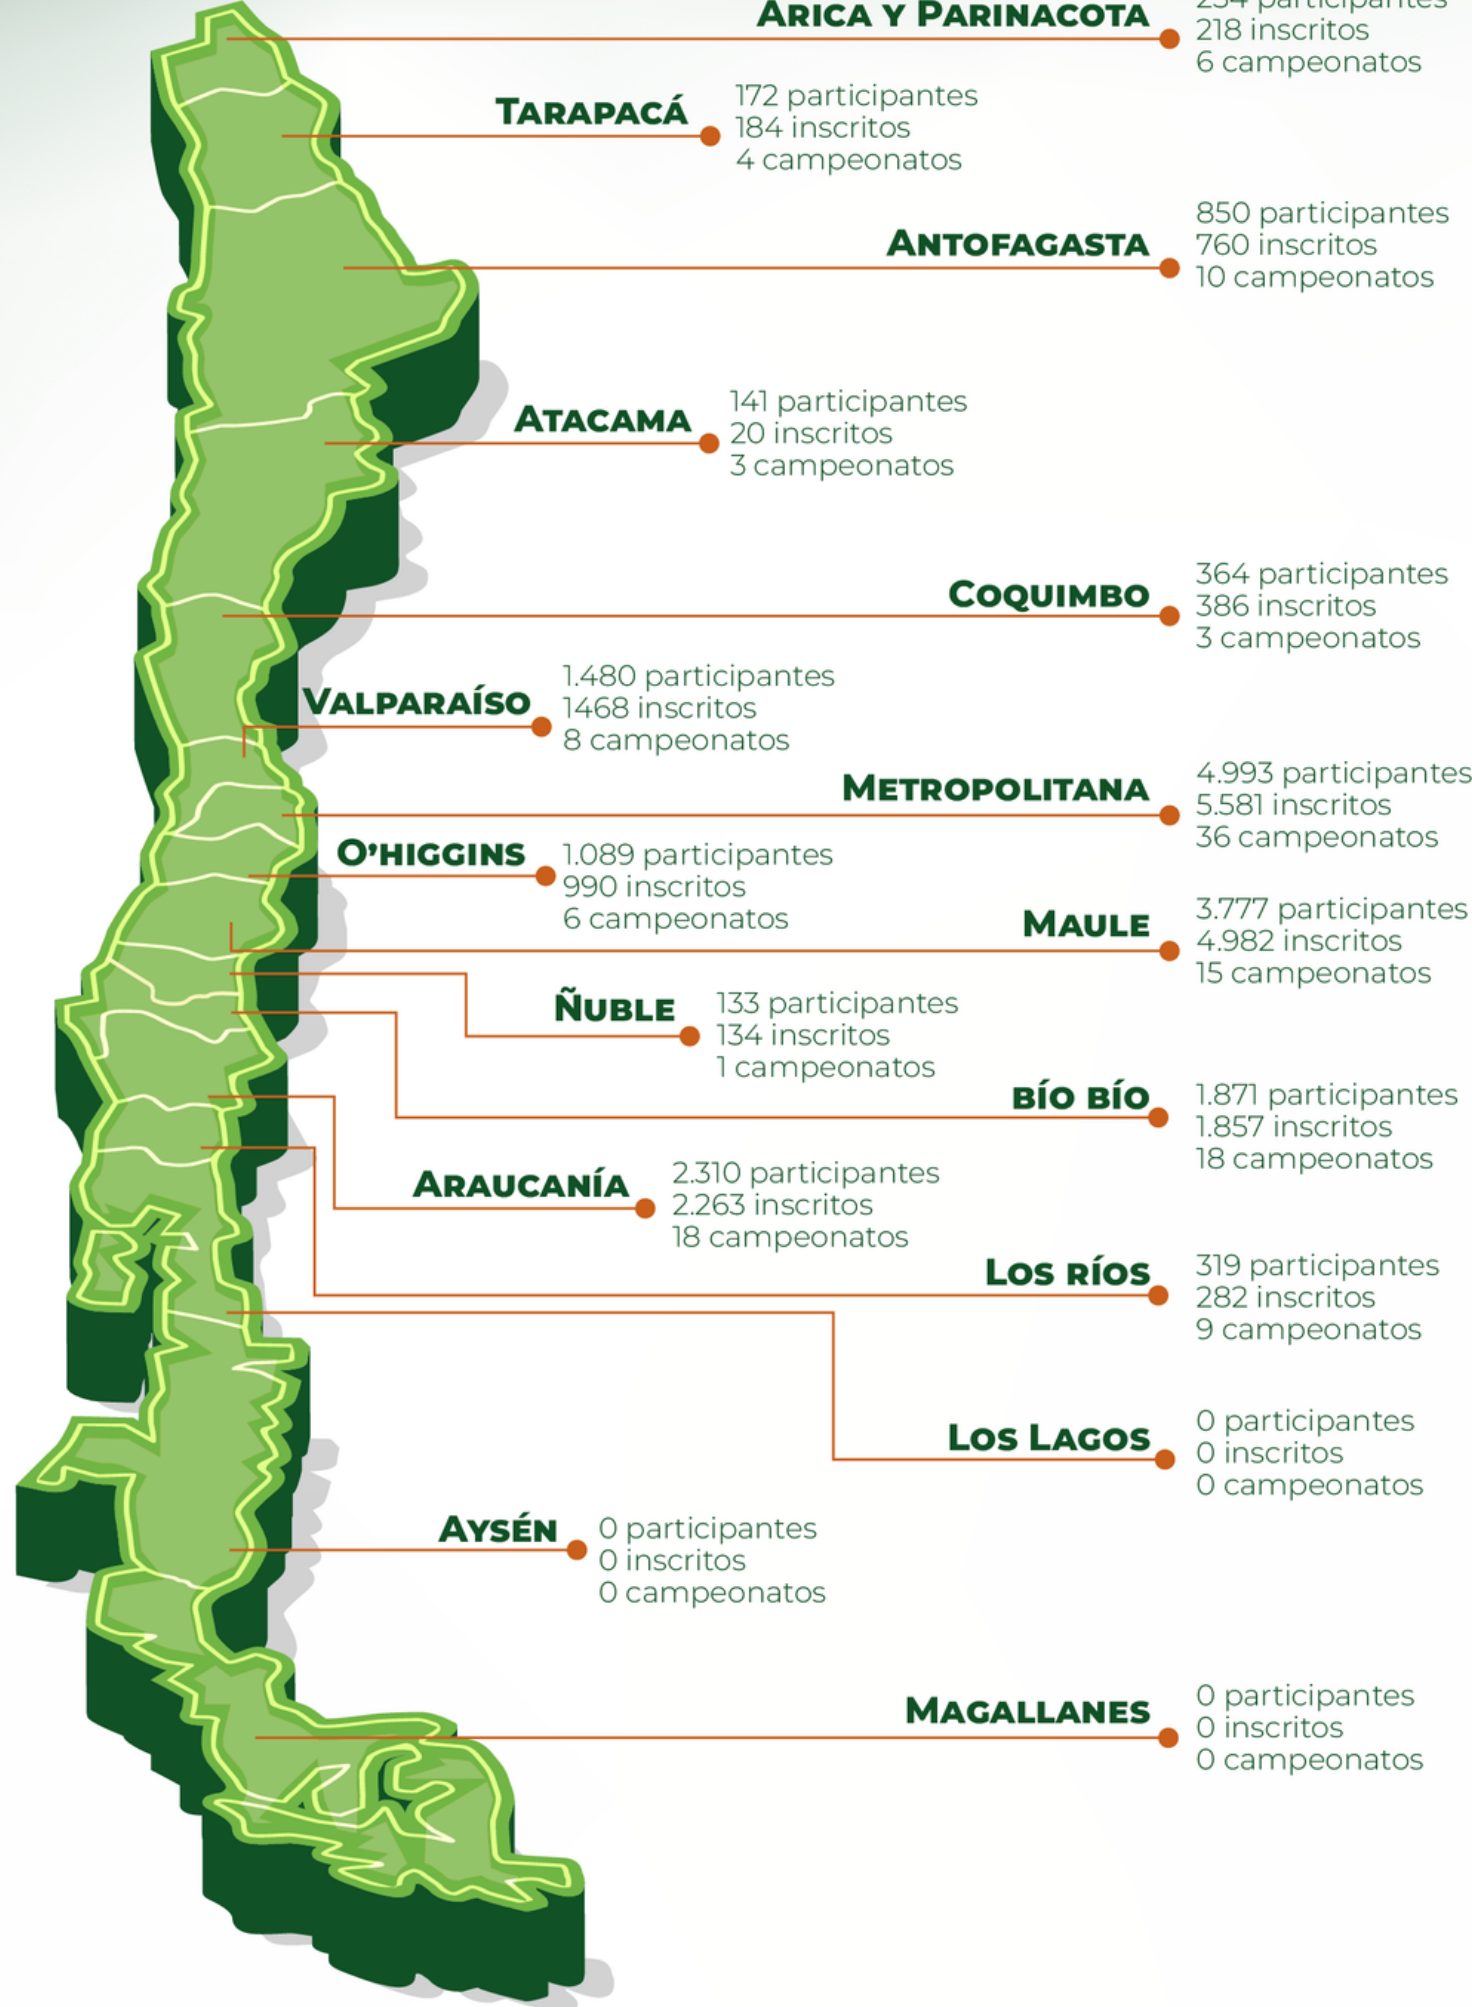 ARICA Y PARINACOTA
234 participantes
218 inscritos
6 campeonatos
TARAPACÁ
172 participantes
184 inscritos
4 campeonatos
ANTOFAGASTA
850 participantes
760 inscritos
10 campeonatos
ATACAMA
141 participantes
20 inscritos
3 campeonatos
COQUIMBO
364 participantes
386 inscritos
3 campeonatos
VALPARAÍSO
1.480 participantes
1468 inscritos
8 campeonatos
METROPOLITANA
4.993 participantes
5.581 inscritos
36 campeonatos
O’HIGGINS
1.089 participantes
990 inscritos
6 campeonatos
MAULE
3.777 participantes
4.982 inscritos
15 campeonatos
ÑUBLE
133 participantes
134 inscritos
1 campeonatos
BÍO BÍO
1.871 participantes
1.857 inscritos
18 campeonatos
ARAUCANÍA
2.310 participantes
2.263 inscritos
18 campeonatos
LOS RÍOS
319 participantes
282 inscritos
9 campeonatos
LOS LAGOS
0 participantes
0 inscritos
0 campeonatos
AYSÉN
0 participantes
0 inscritos
0 campeonatos
MAGALLANES
0 participantes
0 inscritos
0 campeonatos